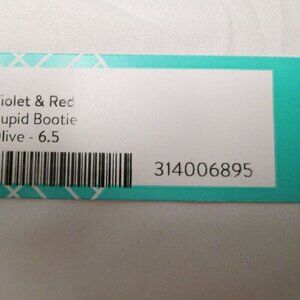 iolet & Red
upid Bootie
live - 6.5
314006895